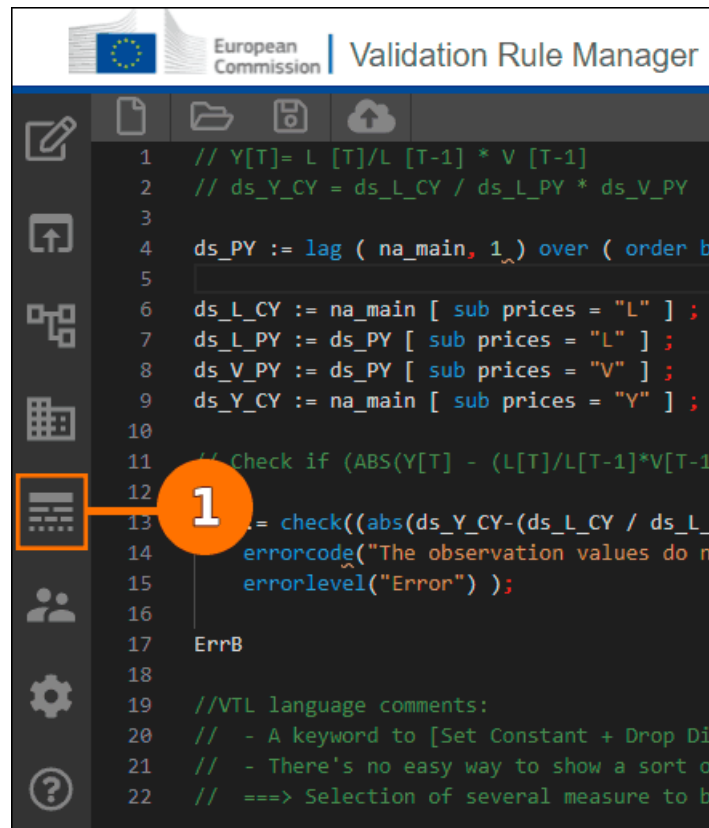 European
Commission
Validation Rule Manager
1 // Y[T]= L [T]/L [T-1] * V [T-1]
2 // ds_Y_CY = ds_L_CY / ds_L_PY * ds_V_PY
3
4 ds_PY := lag ( na_main, 1 ) over ( order b
5
6 ds_L_CY := na_main [ sub prices = "L" ] ;
7 ds_L_PY := ds_PY [ sub prices = "L" ] ;
8 ds_V_PY := ds_PY [ sub prices = "V" ] ;
9 ds_Y_CY := na_main [ sub prices = "Y" ] ;
10
11 // Check if (ABS(Y[T] - (L[T]/L[T-1]*V[T-1
12
1
13 := check((abs(ds_Y_CY-(ds_L_CY / ds_L_
14 errorcode("The observation values do n
15 errorlevel("Error") );
16
17 ErrB
18
19 //VTL language comments:
20 // - A keyword to [Set Constant + Drop Di
21 // - There's no easy way to show a sort o
22 // ===> Selection of several measure to b